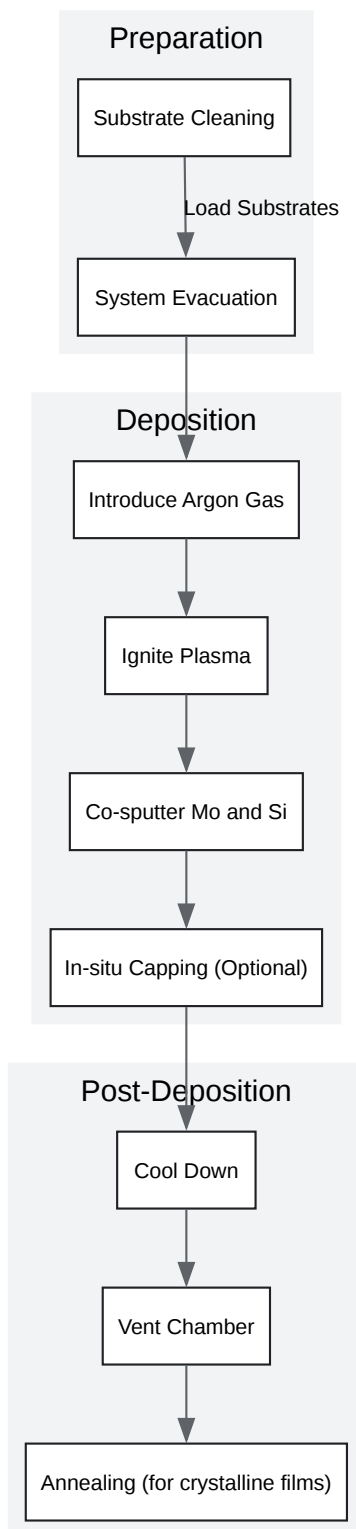 Preparation
Substrate Cleaning
Load Substrates
System Evacuation
Deposition
Introduce Argon Gas
Ignite Plasma
Co-sputter Mo and Si
In-situ Capping (Optional)
Post-Deposition
Cool Down
Vent Chamber
Annealing (for crystalline films)